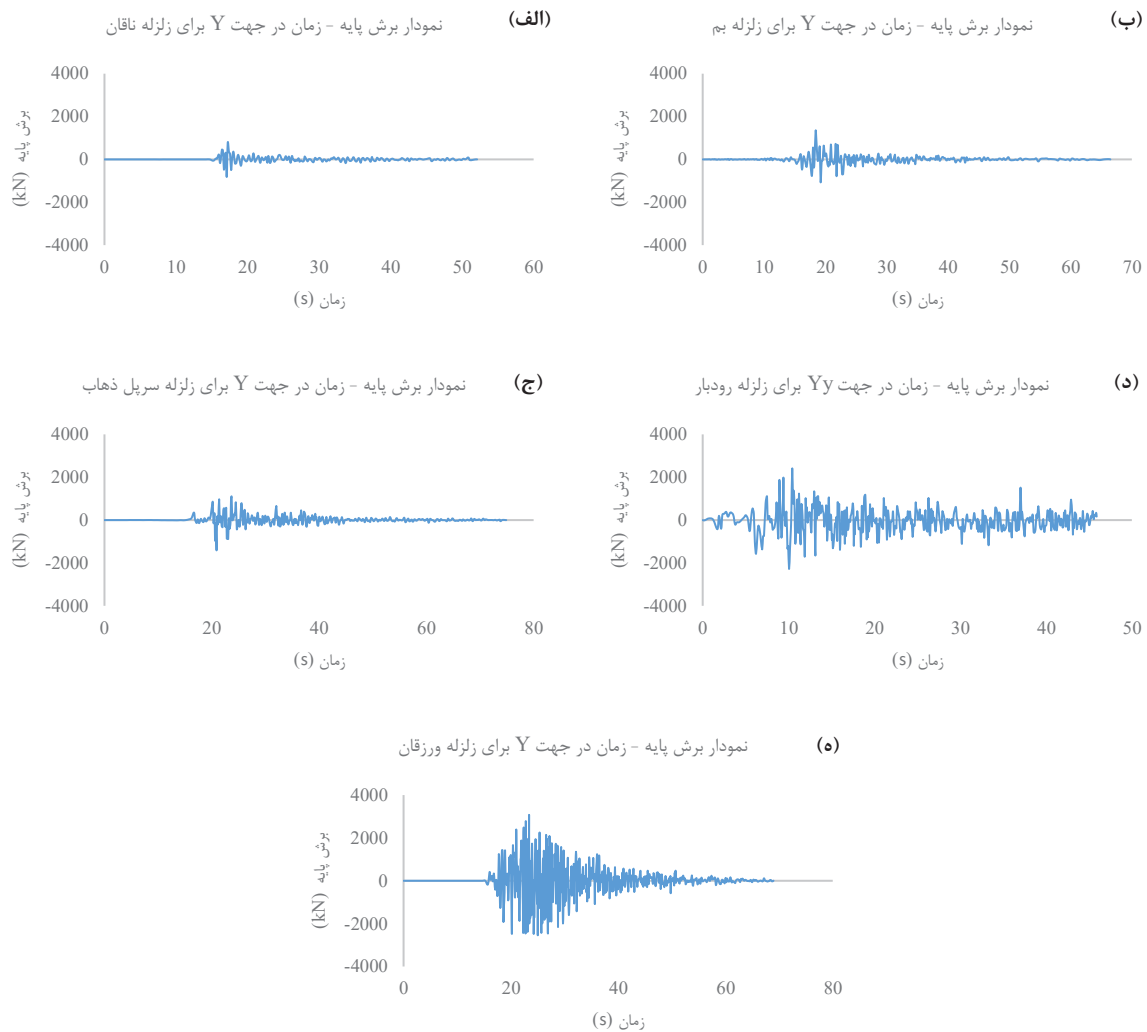 (الف)
نمودار برش پایه - زمان در جهت Y برای زلزله ناقان
برش پایه (kN)
4000
2000
0
-2000
-4000
0 10 20 30 40 50 60
زمان (s)
(ب)
نمودار برش پایه - زمان در جهت Y برای زلزله بم
برش پایه (kN)
4000
2000
0
-2000
-4000
0 10 20 30 40 50 60 70
زمان (s)
(ج)
نمودار برش پایه - زمان در جهت Y برای زلزله سرپل ذهاب
برش پایه (kN)
4000
2000
0
-2000
-4000
0 20 40 60 80
زمان (s)
(د)
نمودار برش پایه - زمان در جهت Yy برای زلزله رودبار
برش پایه (kN)
4000
2000
0
-2000
-4000
0 10 20 30 40 50
زمان (s)
(ه)
نمودار برش پایه - زمان در جهت Y برای زلزله ورزقان
برش پایه (kN)
4000
2000
0
-2000
-4000
0 20 40 60 80
زمان (s)